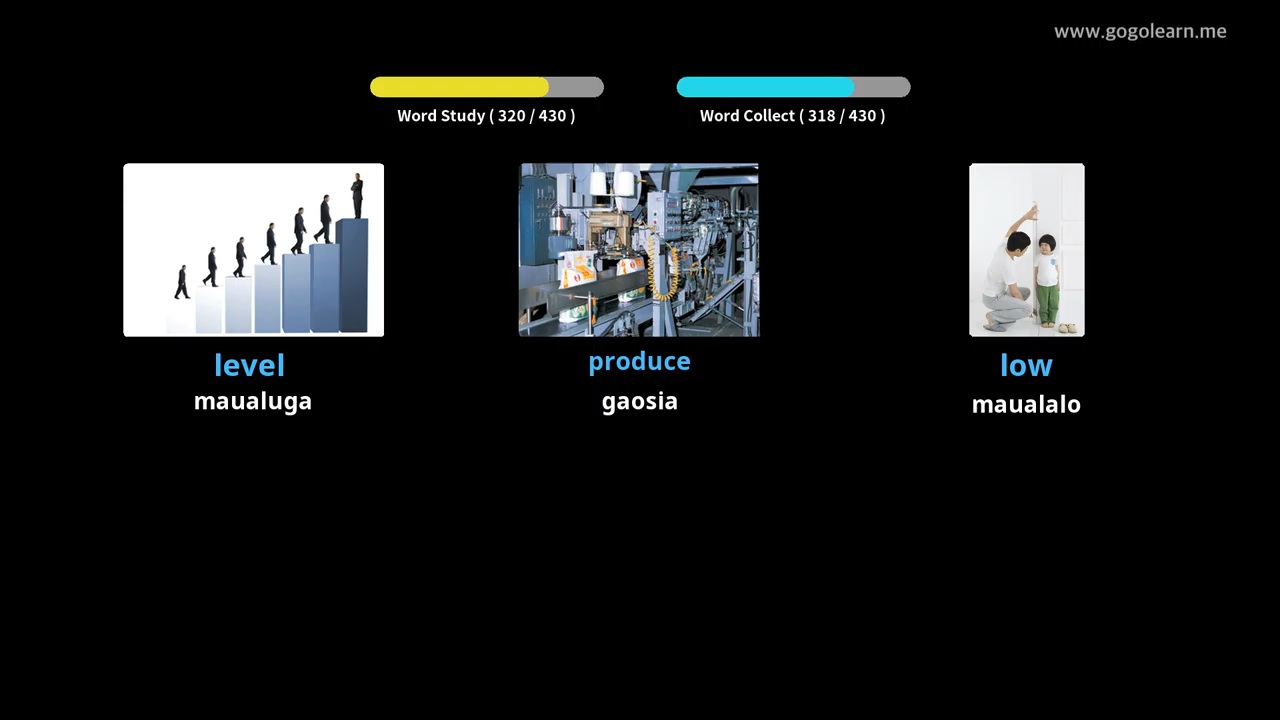 www.gogolearn.me
Word Study ( 320 / 430 )
Word Collect ( 318 / 430 )
level
maualuga
produce
gaosia
low
maualalo